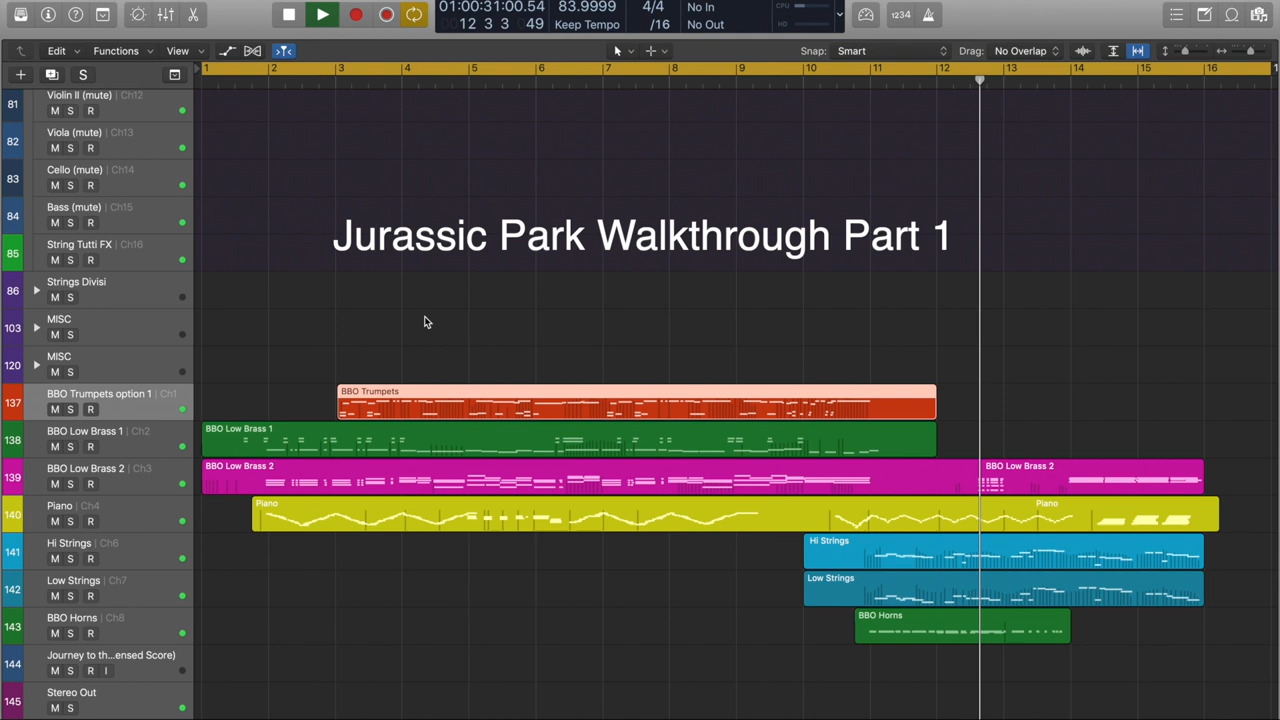 01:00:31:00.54
83.9999
4/4
No In
CPU
12 3 3 49
Keep Tempo
/16
No Out
HD
1234
Edit
Functions
View
Snap:
Smart
Drag:
No Overlap
S
1 2 3 4 5 6 7 8 9 10 11 12 13 14 15 16
81 Violin II (mute) | Ch12
M S R
82 Viola (mute) | Ch13
M S R
83 Cello (mute) | Ch14
M S R
84 Bass (mute) | Ch15
M S R
85 String Tutti FX | Ch16
M S R
Jurassic Park Walkthrough Part 1
86 Strings Divisi
M S
103 MISC
M S
120 MISC
M S
137 BBO Trumpets option 1 | Ch1
M S R
BBO Trumpets
138 BBO Low Brass 1 | Ch2
M S R
BBO Low Brass 1
139 BBO Low Brass 2 | Ch3
M S R
BBO Low Brass 2
BBO Low Brass 2
140 Piano | Ch4
M S R
Piano
Piano
141 Hi Strings | Ch6
M S R
Hi Strings
142 Low Strings | Ch7
M S R
Low Strings
143 BBO Horns | Ch8
M S R
BBO Horns
144 Journey to th...ensed Score)
M S R I
145 Stereo Out
M S